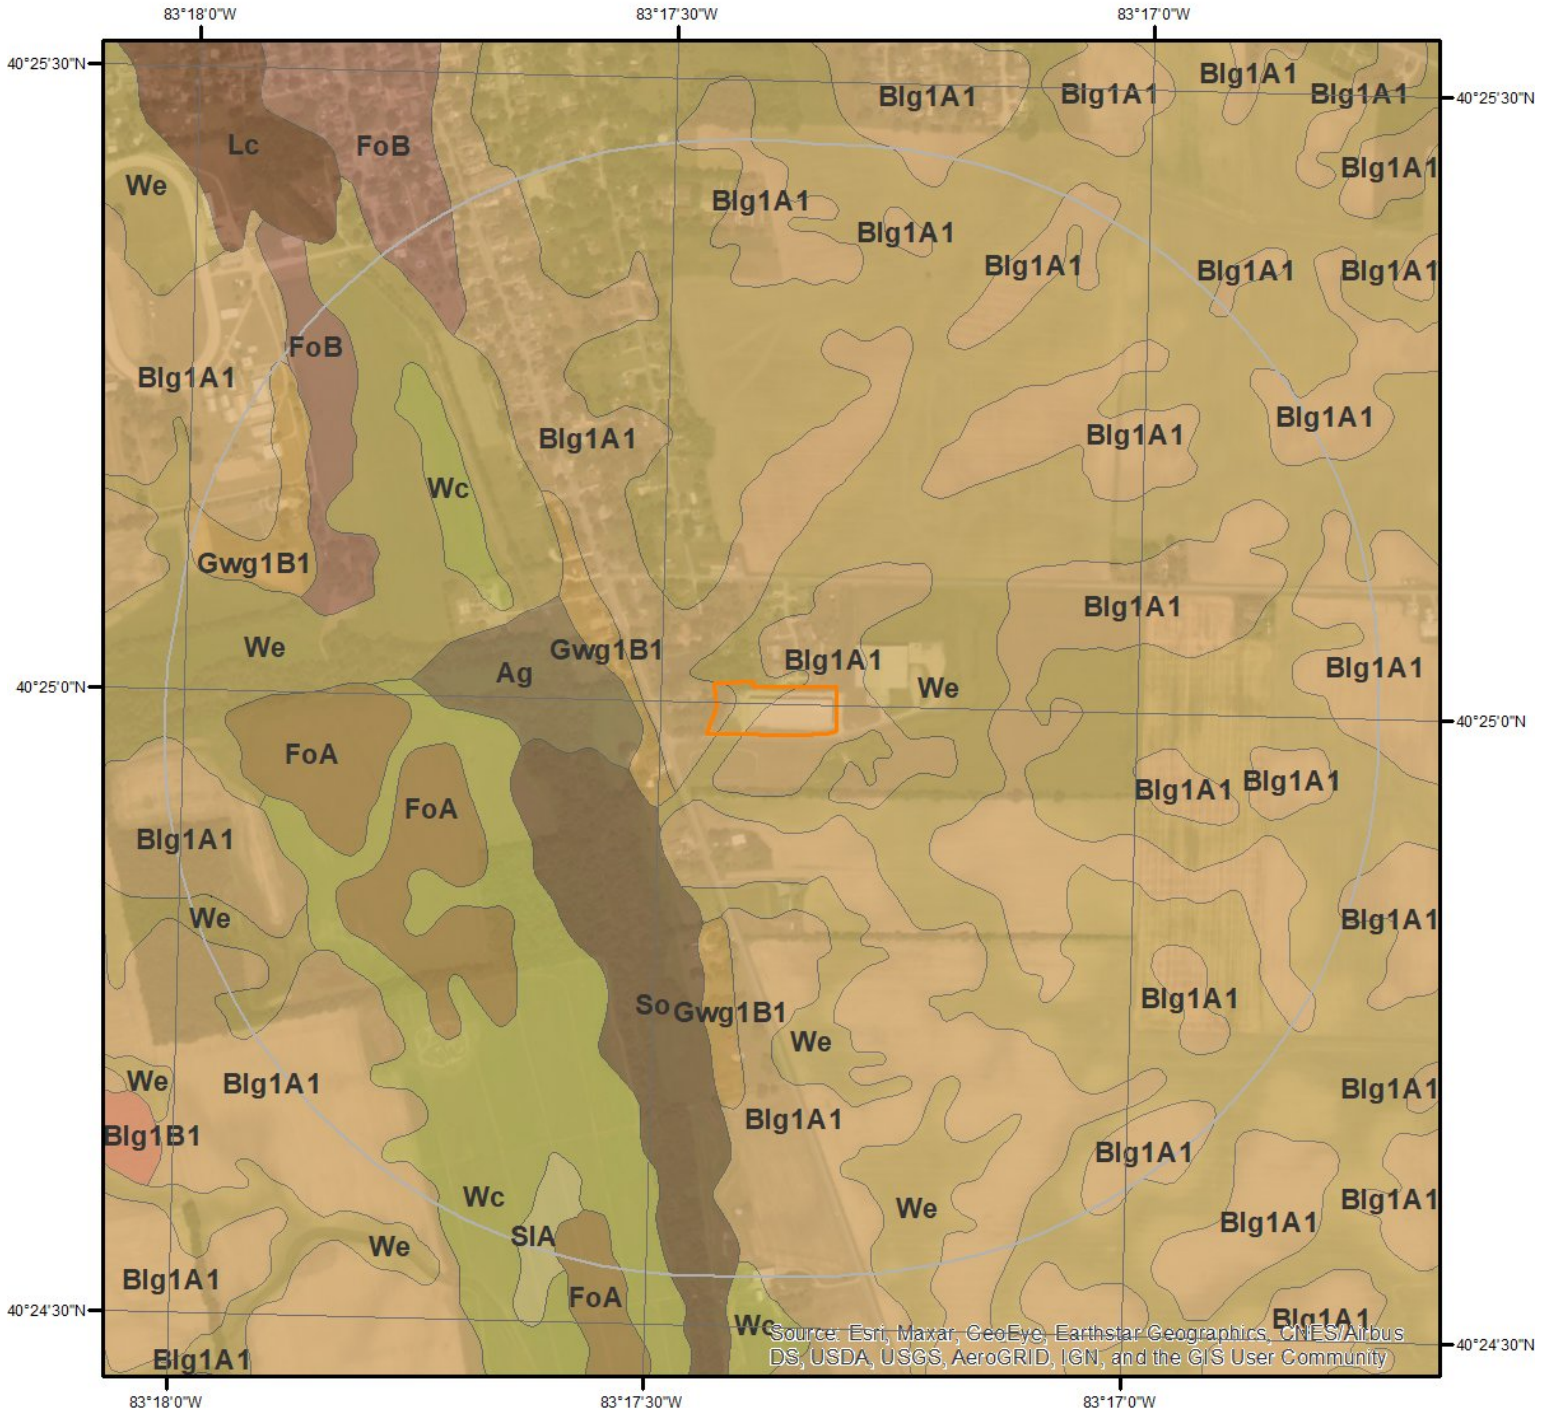 83°18'0"W 83°17'30"W 83°17'0"W
40°25'30"N
Blg1A1
Blg1A1 Blg1A1 Blg1A1
40°25'30"N
Lc FoB
Blg1A1
We
Blg1A1
Blg1A1
Blg1A1 Blg1A1 Blg1A1
FoB
Blg1A1
Blg1A1
Blg1A1 Blg1A1
Wc
Gwg1B1
Blg1A1
We Gwg1B1
Blg1A1 Blg1A1
Ag We
40°25'0"N
40°25'0"N
FoA
Blg1A1 Blg1A1
FoA
Blg1A1
We Blg1A1
So Gwg1B1 Blg1A1
We
We Blg1A1 Blg1A1
Blg1A1
Blg1B1
Blg1A1
Wc Blg1A1
We
SIA Blg1A1
We
Blg1A1
FoA
40°24'30"N
Blg1A1
Wc
Source: Esri, Maxar, GeoEye, Earthstar Geographics, CNES/Airbus
DS, USDA, USGS, AeroGRID, IGN, and the GIS User Community
40°24'30"N
Blg1A1
83°18'0"W 83°17'30"W 83°17'0"W